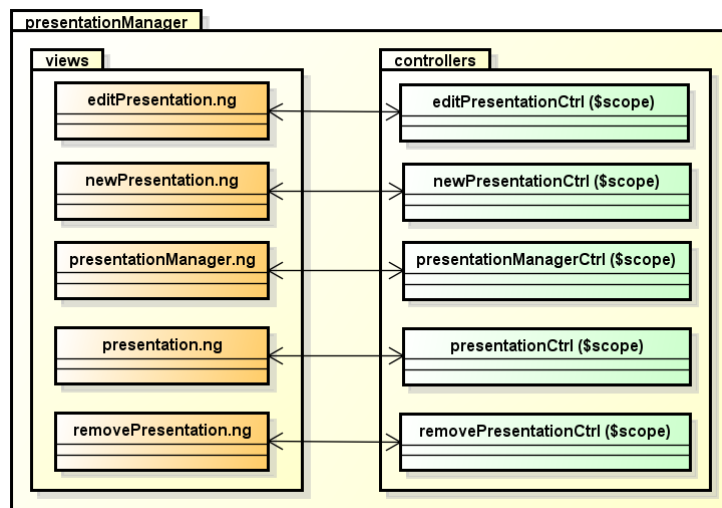 presentationManager
views
controllers
editPresentation.ng
editPresentationCtrl ($scope)
newPresentation.ng
newPresentationCtrl ($scope)
presentationManager.ng
presentationManagerCtrl ($scope)
presentation.ng
presentationCtrl ($scope)
removePresentation.ng
removePresentationCtrl ($scope)